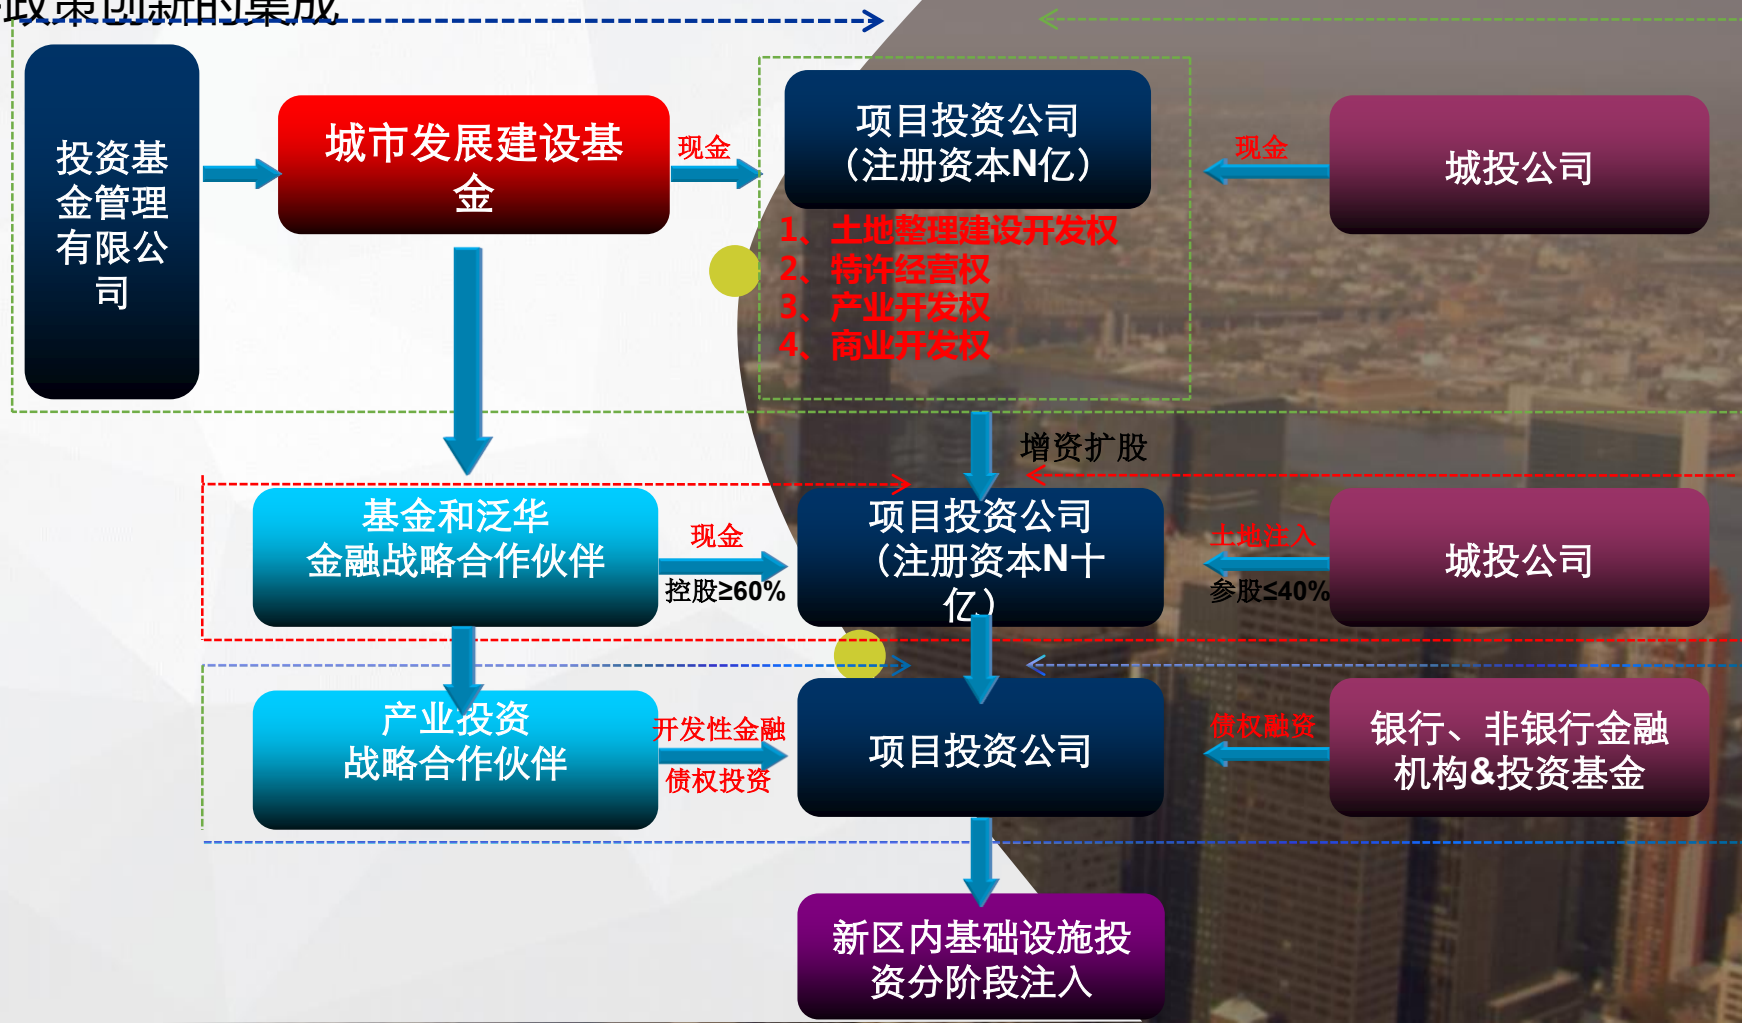 政策创新的集成
投资基
金管理
有限公
司
城市发展建设基
金
现金
项目投资公司
（注册资本N亿）
现金
城投公司
1、土地整理建设开发权
2、特许经营权
3、产业开发权
4、商业开发权
增资扩股
基金和泛华
金融战略合作伙伴
现金
控股≥60%
项目投资公司
（注册资本N十
亿）
土地注入
参股≤40%
城投公司
产业投资
战略合作伙伴
开发性金融
债权投资
项目投资公司
债权融资
银行、非银行金融
机构&投资基金
新区内基础设施投
资分阶段注入